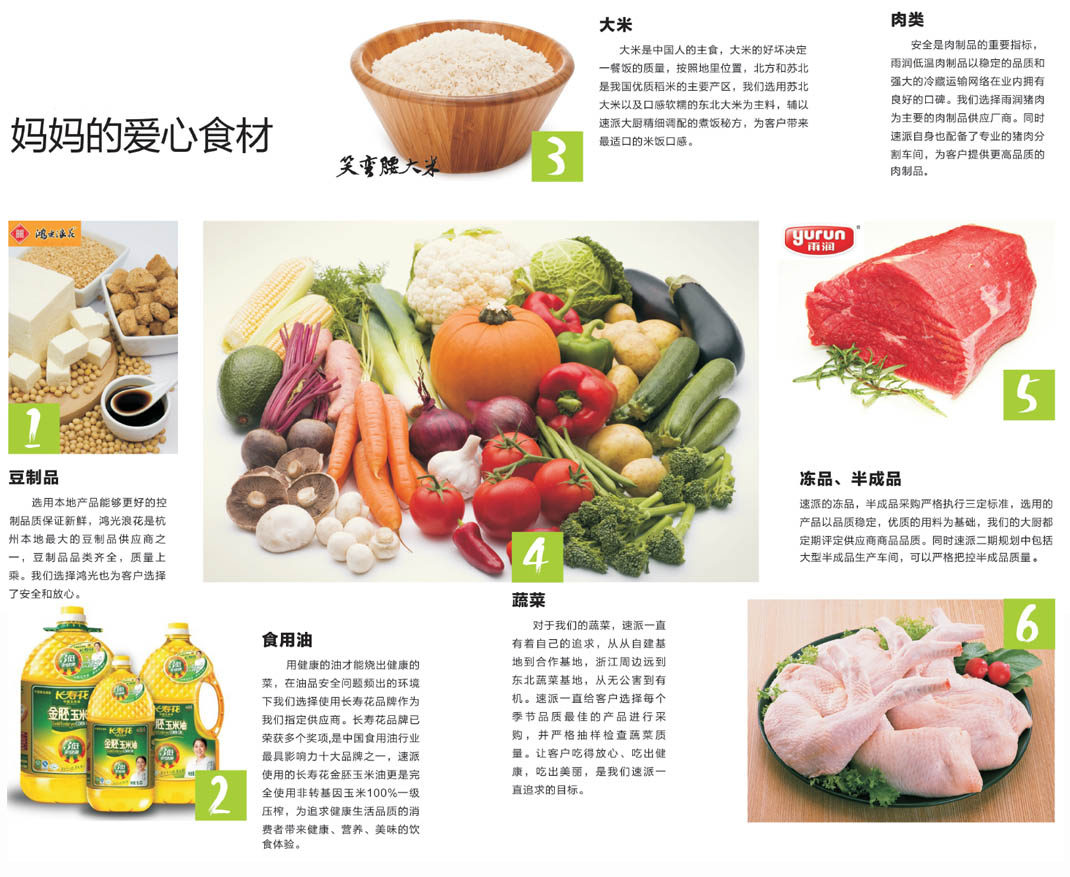 妈妈的爱心食材
笑弯腰大米
3
大米
大米是中国人的主食，大米的好坏决定
一餐饭的质量，按照地里位置，北方和苏北
是我国优质稻米的主要产区，我们选用苏北
大米以及口感软糯的东北大米为主料，辅以
速派大厨精细调配的煮饭秘方，为客户带来
最适口的米饭口感。
肉类
安全是肉制品的重要指标，
雨润低温肉制品以稳定的品质和
强大的冷藏运输网络在业内拥有
良好的口碑。我们选择雨润猪肉
为主要的肉制品供应厂商。同时
速派自身也配备了专业的猪肉分
割车间，为客户提供更高品质的
肉制品。
鸿光浪花
1
豆制品
选用本地产品能够更好的控
制品质保证新鲜，鸿光浪花是杭
州本地最大的豆制品供应商之
一，豆制品品类齐全，质量上
乘。我们选择鸿光也为客户选择
了安全和放心。
yurun
雨润
®
5
冻品、半成品
速派的冻品，半成品采购严格执行三定标准，选用的
产品以品质稳定，优质的用料为基础，我们的大厨都
定期评定供应商商品品质。同时速派二期规划中包括
大型半成品生产车间，可以严格把控半成品质量。
长寿花
金胚玉米油
长寿花
金胚玉米油
长寿花
2
食用油
用健康的油才能烧出健康的
菜，在油品安全问题频出的环境
下我们选择使用长寿花品牌作为
我们指定供应商。长寿花品牌已
荣获多个奖项,是中国食用油行业
最具影响力十大品牌之一，速派
使用的长寿花金胚玉米油更是完
全使用非转基因玉米100%一级
压榨，为追求健康生活品质的消
费者带来健康、营养、美味的饮
食体验。
4
蔬菜
对于我们的蔬菜，速派一直
有着自己的追求，从从自建基
地到合作基地，浙江周边远到
东北蔬菜基地，从无公害到有
机。速派一直给客户选择每个
季节品质最佳的产品进行采
购，并严格抽样检查蔬菜质
量。让客户吃得放心、吃出健
康，吃出美丽，是我们速派一
直追求的目标。
6